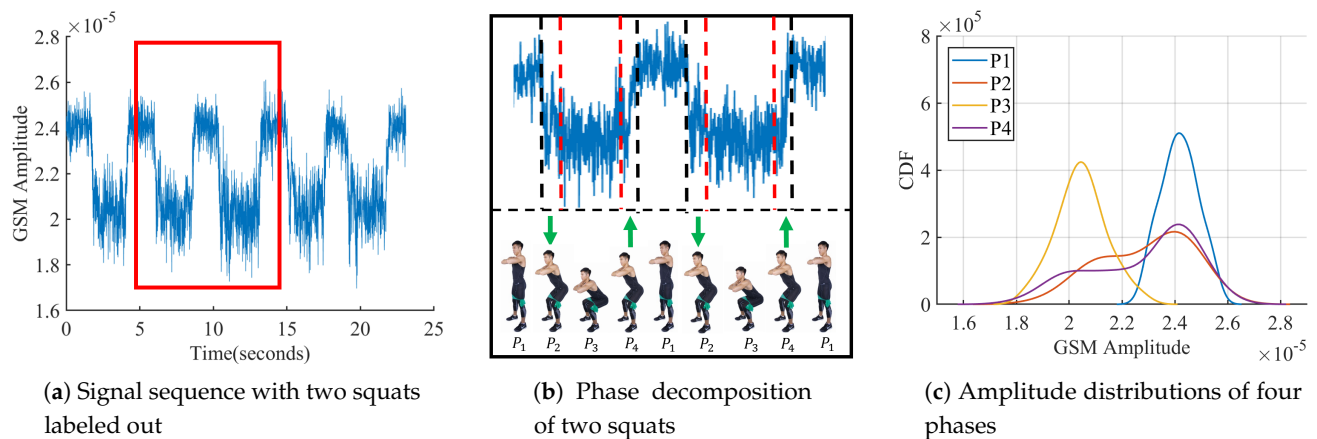 ×10⁻⁵
2.8
2.6
2.4
2.2
2
1.8
1.6
GSM Amplitude
0 5 10 15 20 25
Time(seconds)
(a) Signal sequence with two squats
labeled out
P₁ P₂ P₃ P₄ P₁ P₂ P₃ P₄ P₁
(b) Phase decomposition
of two squats
×10⁵
8
6
4
2
0
CDF
P1
P2
P3
P4
1.6 1.8 2 2.2 2.4 2.6 2.8
GSM Amplitude ×10⁻⁵
(c) Amplitude distributions of four
phases